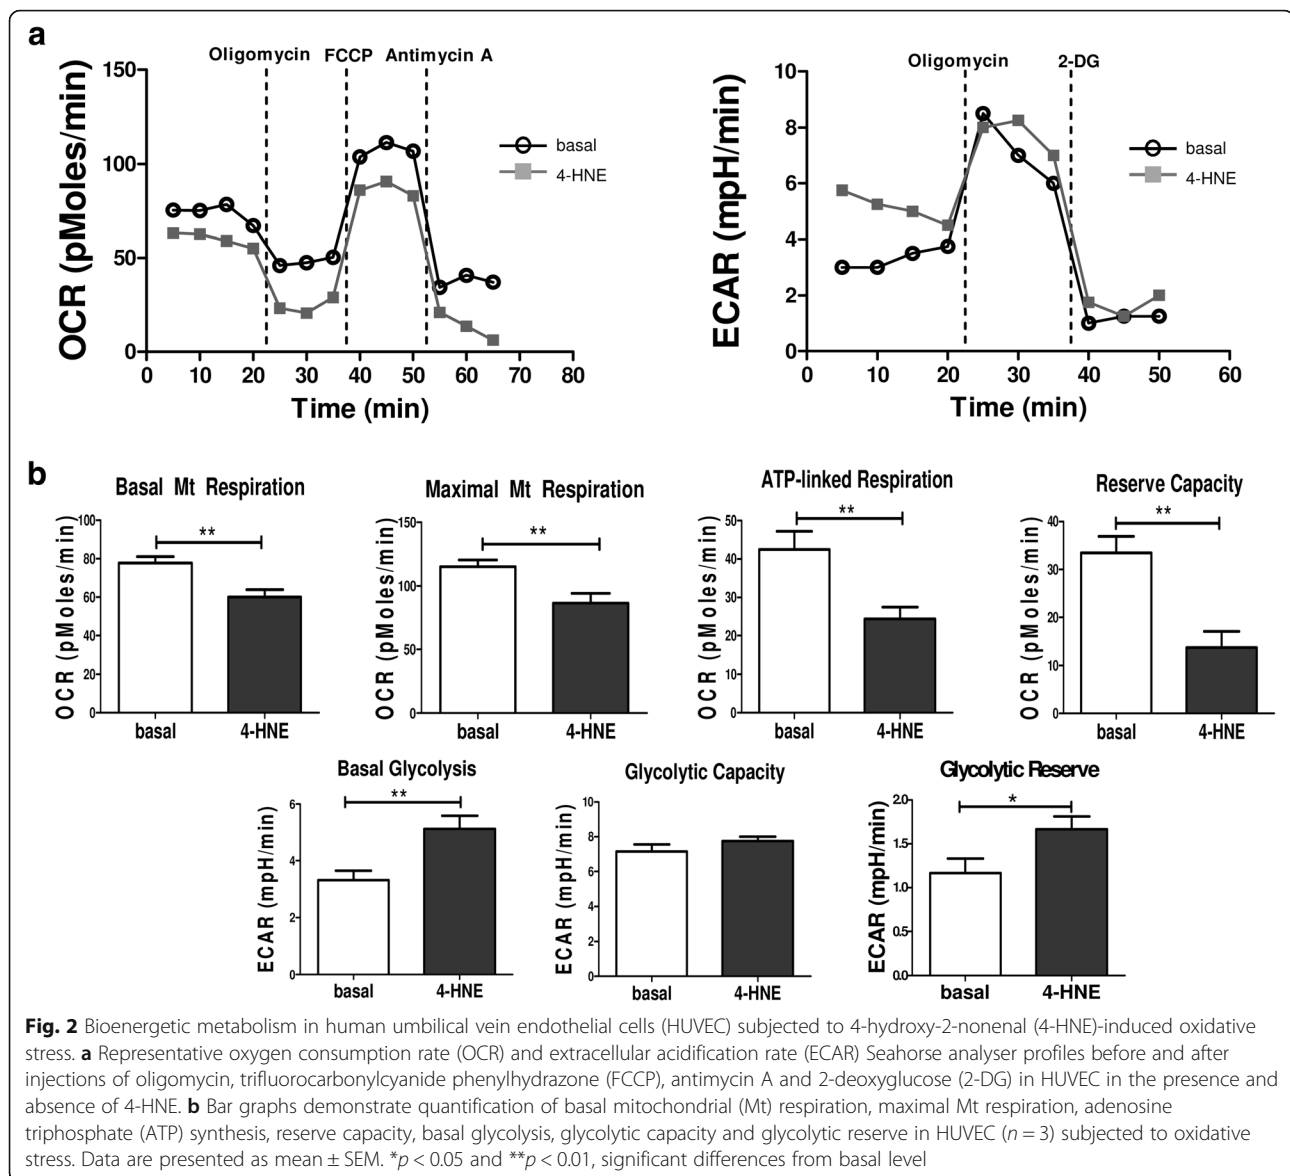 a
Oligomycin FCCP Antimycin A
150
100
50
0
OCR (pMoles/min)
basal
4-HNE
0 10 20 30 40 50 60 70 80
Time (min)
Oligomycin 2-DG
10
8
6
4
2
0
ECAR (mpH/min)
basal
4-HNE
0 10 20 30 40 50 60
Time (min)
b
Basal Mt Respiration
100
80
60
40
20
0
OCR (pMoles/min)
**
basal 4-HNE
Maximal Mt Respiration
150
100
50
0
OCR (pMoles/min)
**
basal 4-HNE
ATP-linked Respiration
50
40
30
20
10
0
OCR (pMoles/min)
**
basal 4-HNE
Reserve Capacity
40
30
20
10
0
OCR (pMoles/min)
**
basal 4-HNE
Basal Glycolysis
6
4
2
0
ECAR (mpH/min)
**
basal 4-HNE
Glycolytic Capacity
10
8
6
4
2
0
ECAR (mpH/min)
basal 4-HNE
Glycolytic Reserve
2.0
1.5
1.0
0.5
0.0
ECAR (mpH/min)
*
basal 4-HNE
Fig. 2 Bioenergetic metabolism in human umbilical vein endothelial cells (HUVEC) subjected to 4-hydroxy-2-nonenal (4-HNE)-induced oxidative
stress. a Representative oxygen consumption rate (OCR) and extracellular acidification rate (ECAR) Seahorse analyser profiles before and after
injections of oligomycin, trifluorocarbonylcyanide phenylhydrazone (FCCP), antimycin A and 2-deoxyglucose (2-DG) in HUVEC in the presence and
absence of 4-HNE. b Bar graphs demonstrate quantification of basal mitochondrial (Mt) respiration, maximal Mt respiration, adenosine
triphosphate (ATP) synthesis, reserve capacity, basal glycolysis, glycolytic capacity and glycolytic reserve in HUVEC (n = 3) subjected to oxidative
stress. Data are presented as mean ± SEM. *p < 0.05 and **p < 0.01, significant differences from basal level